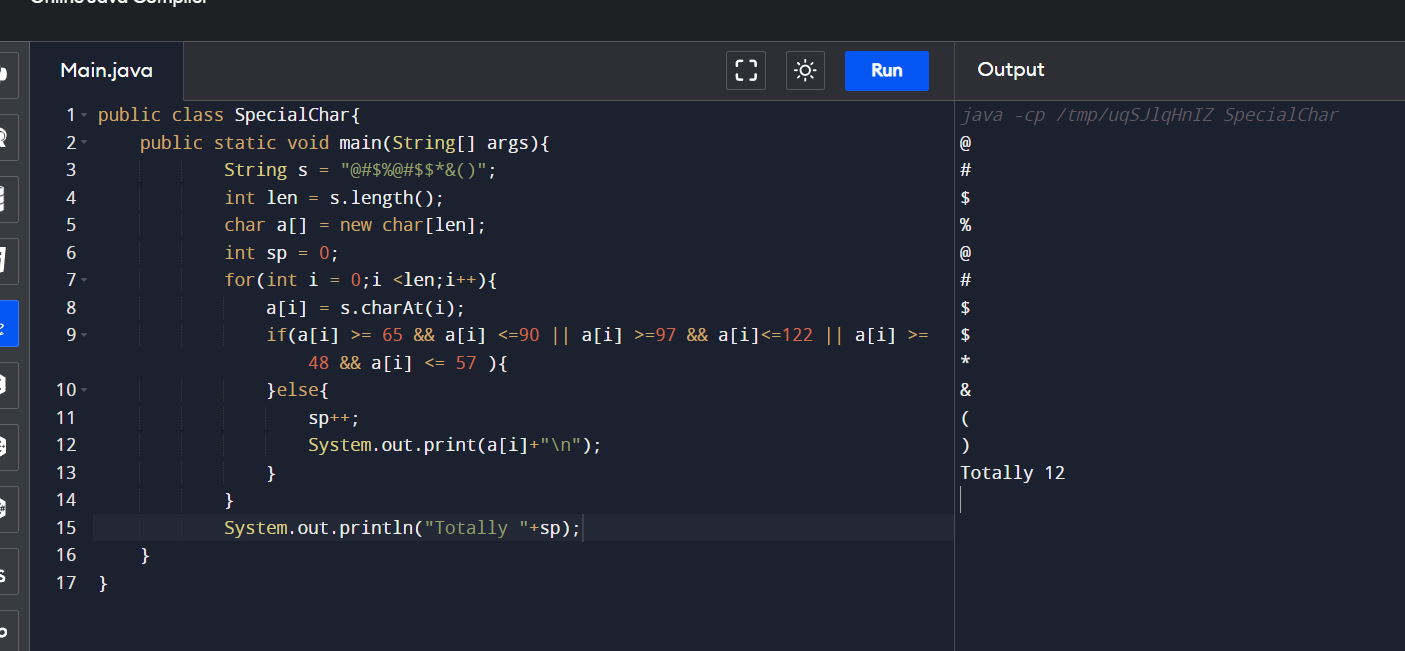 Online Java Compiler
Main.java
Run
Output
1 public class SpecialChar{
2 public static void main(String[] args){
3 String s = "@#$%@#$$*&()";
4 int len = s.length();
5 char a[] = new char[len];
6 int sp = 0;
7 for(int i = 0;i <len;i++){
8 a[i] = s.charAt(i);
9 if(a[i] >= 65 && a[i] <=90 || a[i] >=97 && a[i]<=122 || a[i] >=
48 && a[i] <= 57 ){
10 }else{
11 sp++;
12 System.out.print(a[i]+"\n");
13 }
14 }
15 System.out.println("Totally "+sp);
16 }
17 }
java -cp /tmp/uqSJlqHnIZ SpecialChar
@
#
$
%
@
#
$
$
*
&
(
)
Totally 12